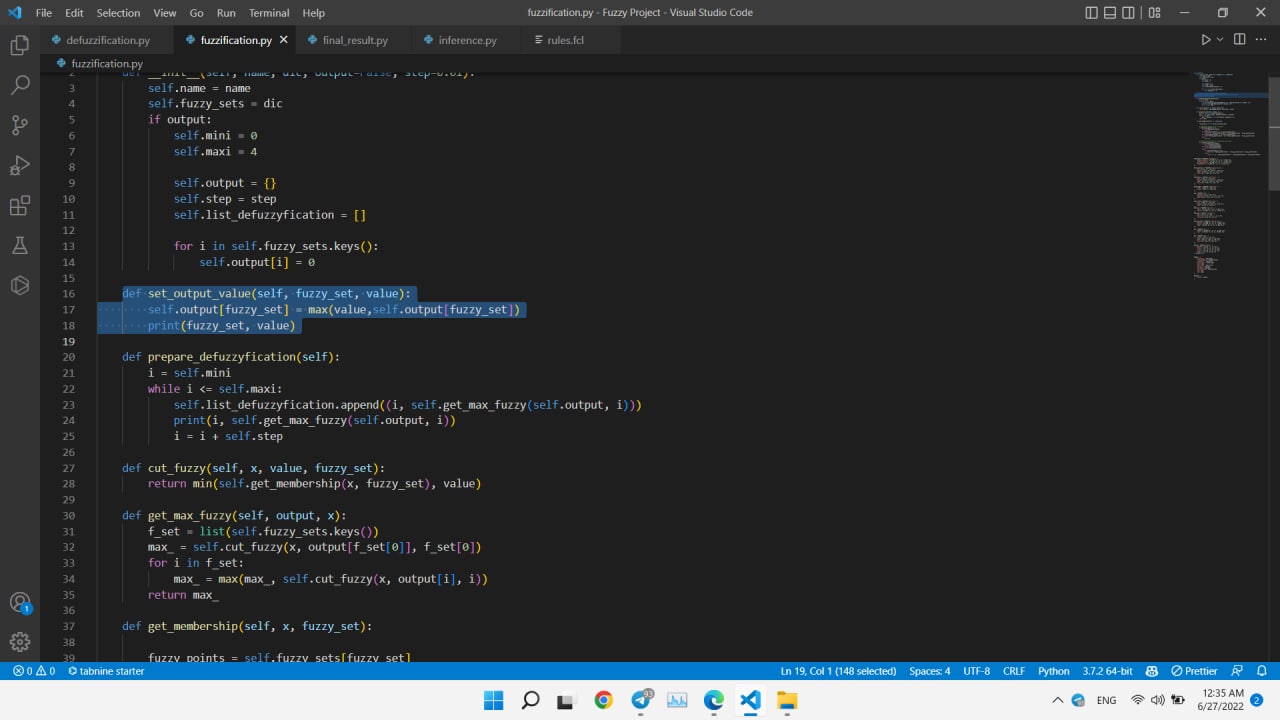 File Edit Selection View Go Run Terminal Help fuzzification.py - Fuzzy Project - Visual Studio Code
defuzzification.py fuzzification.py final_result.py inference.py rules.fcl
fuzzification.py
2 def __init__(self, name, dic, output=False, step=0.01):
3 self.name = name
4 self.fuzzy_sets = dic
5 if output:
6 self.mini = 0
7 self.maxi = 4
8
9 self.output = {}
10 self.step = step
11 self.list_defuzzyfication = []
12
13 for i in self.fuzzy_sets.keys():
14 self.output[i] = 0
15
16 def set_output_value(self, fuzzy_set, value):
17 self.output[fuzzy_set] = max(value,self.output[fuzzy_set])
18 print(fuzzy_set, value)
19
20 def prepare_defuzzyfication(self):
21 i = self.mini
22 while i <= self.maxi:
23 self.list_defuzzyfication.append((i, self.get_max_fuzzy(self.output, i)))
24 print(i, self.get_max_fuzzy(self.output, i))
25 i = i + self.step
26
27 def cut_fuzzy(self, x, value, fuzzy_set):
28 return min(self.get_membership(x, fuzzy_set), value)
29
30 def get_max_fuzzy(self, output, x):
31 f_set = list(self.fuzzy_sets.keys())
32 max_ = self.cut_fuzzy(x, output[f_set[0]], f_set[0])
33 for i in f_set:
34 max_ = max(max_, self.cut_fuzzy(x, output[i], i))
35 return max_
36
37 def get_membership(self, x, fuzzy_set):
38
39 fuzzy_points = self.fuzzy_sets[fuzzy_set]
1
0 0 tabnine starter Ln 19, Col 1 (148 selected) Spaces: 4 UTF-8 CRLF Python 3.7.2 64-bit Prettier
93 ENG 12:35 AM
6/27/2022 2